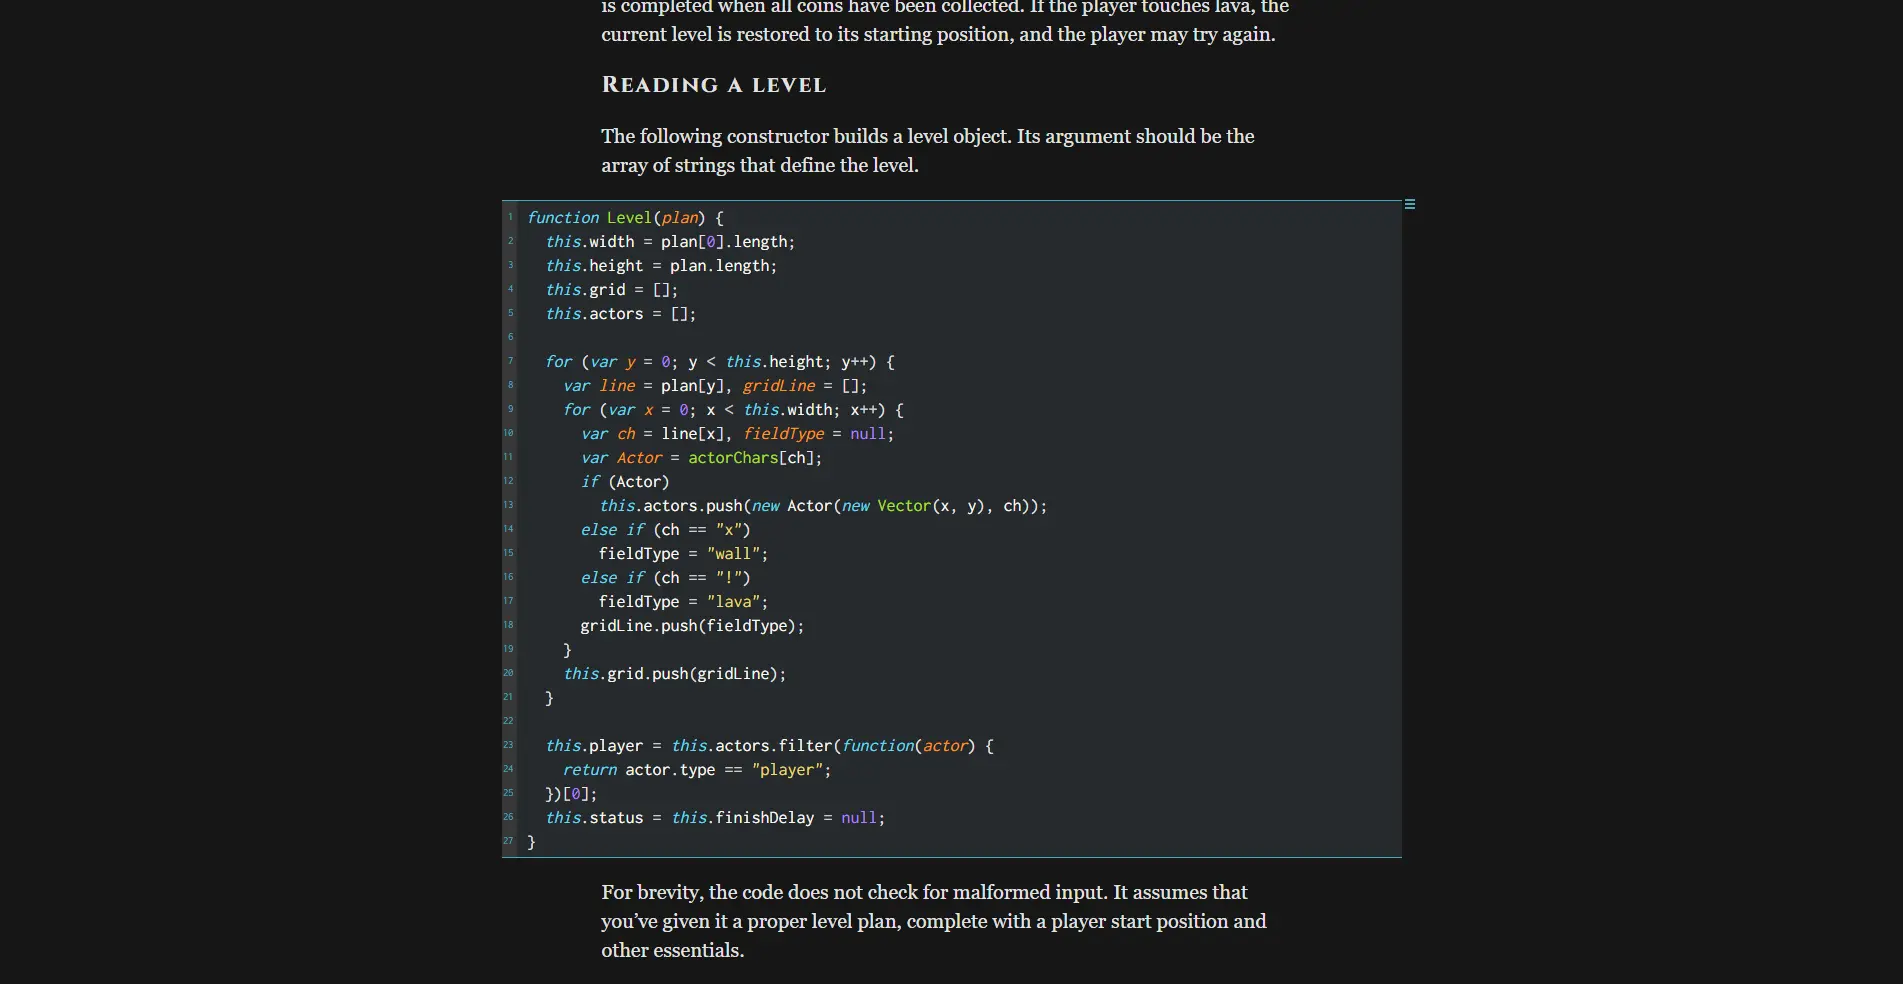 is completed when all coins have been collected. If the player touches lava, the
current level is restored to its starting position, and the player may try again.
READING A LEVEL
The following constructor builds a level object. Its argument should be the
array of strings that define the level.
1 function Level(plan) {
2   this.width = plan[0].length;
3   this.height = plan.length;
4   this.grid = [];
5   this.actors = [];
6
7   for (var y = 0; y < this.height; y++) {
8     var line = plan[y], gridLine = [];
9     for (var x = 0; x < this.width; x++) {
10       var ch = line[x], fieldType = null;
11       var Actor = actorChars[ch];
12       if (Actor)
13         this.actors.push(new Actor(new Vector(x, y), ch));
14       else if (ch == "x")
15         fieldType = "wall";
16       else if (ch == "!")
17         fieldType = "lava";
18       gridLine.push(fieldType);
19     }
20     this.grid.push(gridLine);
21   }
22
23   this.player = this.actors.filter(function(actor) {
24     return actor.type == "player";
25   })[0];
26   this.status = this.finishDelay = null;
27 }
For brevity, the code does not check for malformed input. It assumes that
you’ve given it a proper level plan, complete with a player start position and
other essentials.